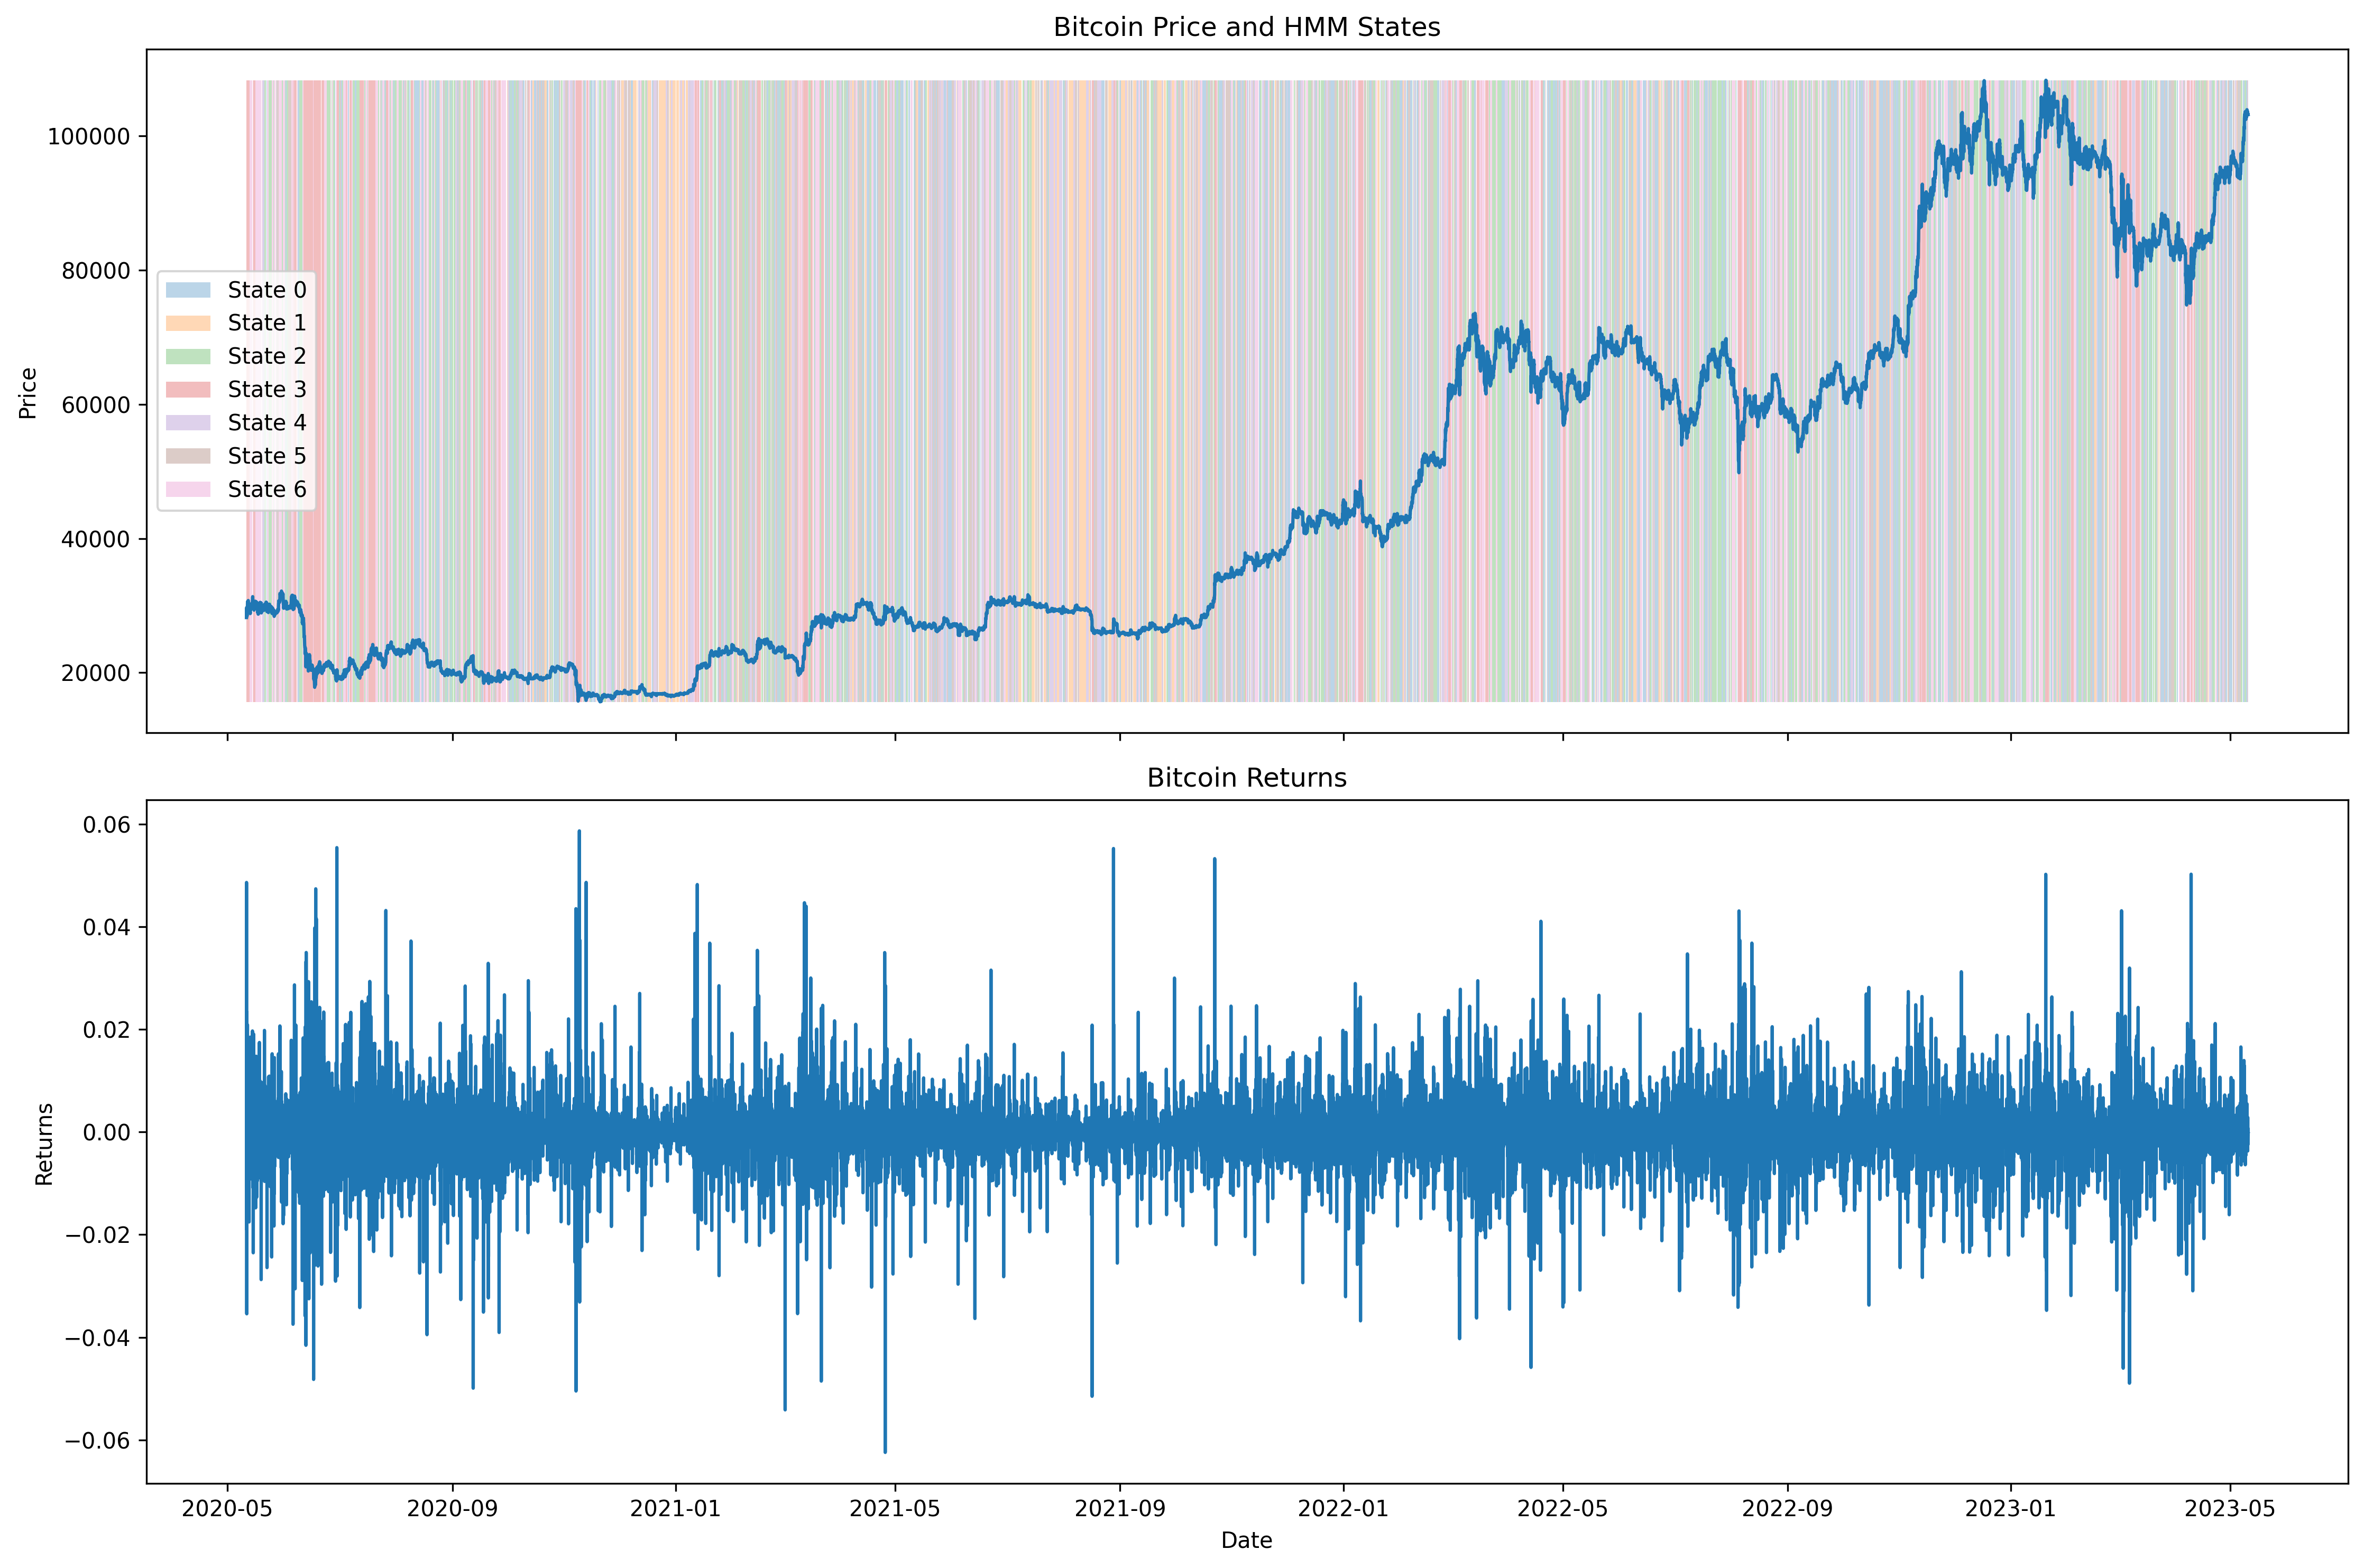 Bitcoin Price and HMM States
Price
100000
80000
60000
40000
20000
State 0
State 1
State 2
State 3
State 4
State 5
State 6
Bitcoin Returns
Returns
0.06
0.04
0.02
0.00
−0.02
−0.04
−0.06
2020-05 2020-09 2021-01 2021-05 2021-09 2022-01 2022-05 2022-09 2023-01 2023-05
Date